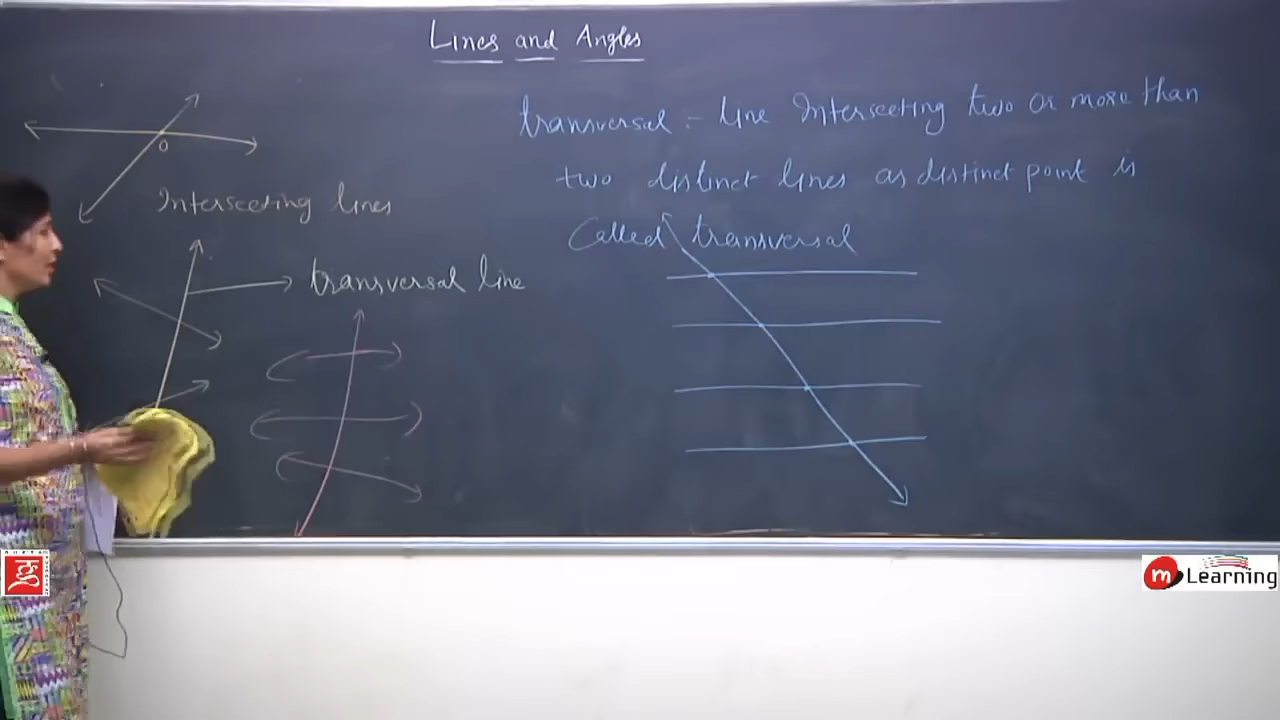 Lines and Angles
transversal :- line Intersecting two or more than
two distinct lines as distinct point is
Called transversal
O
Intersecting lines
transversal line
m Learning